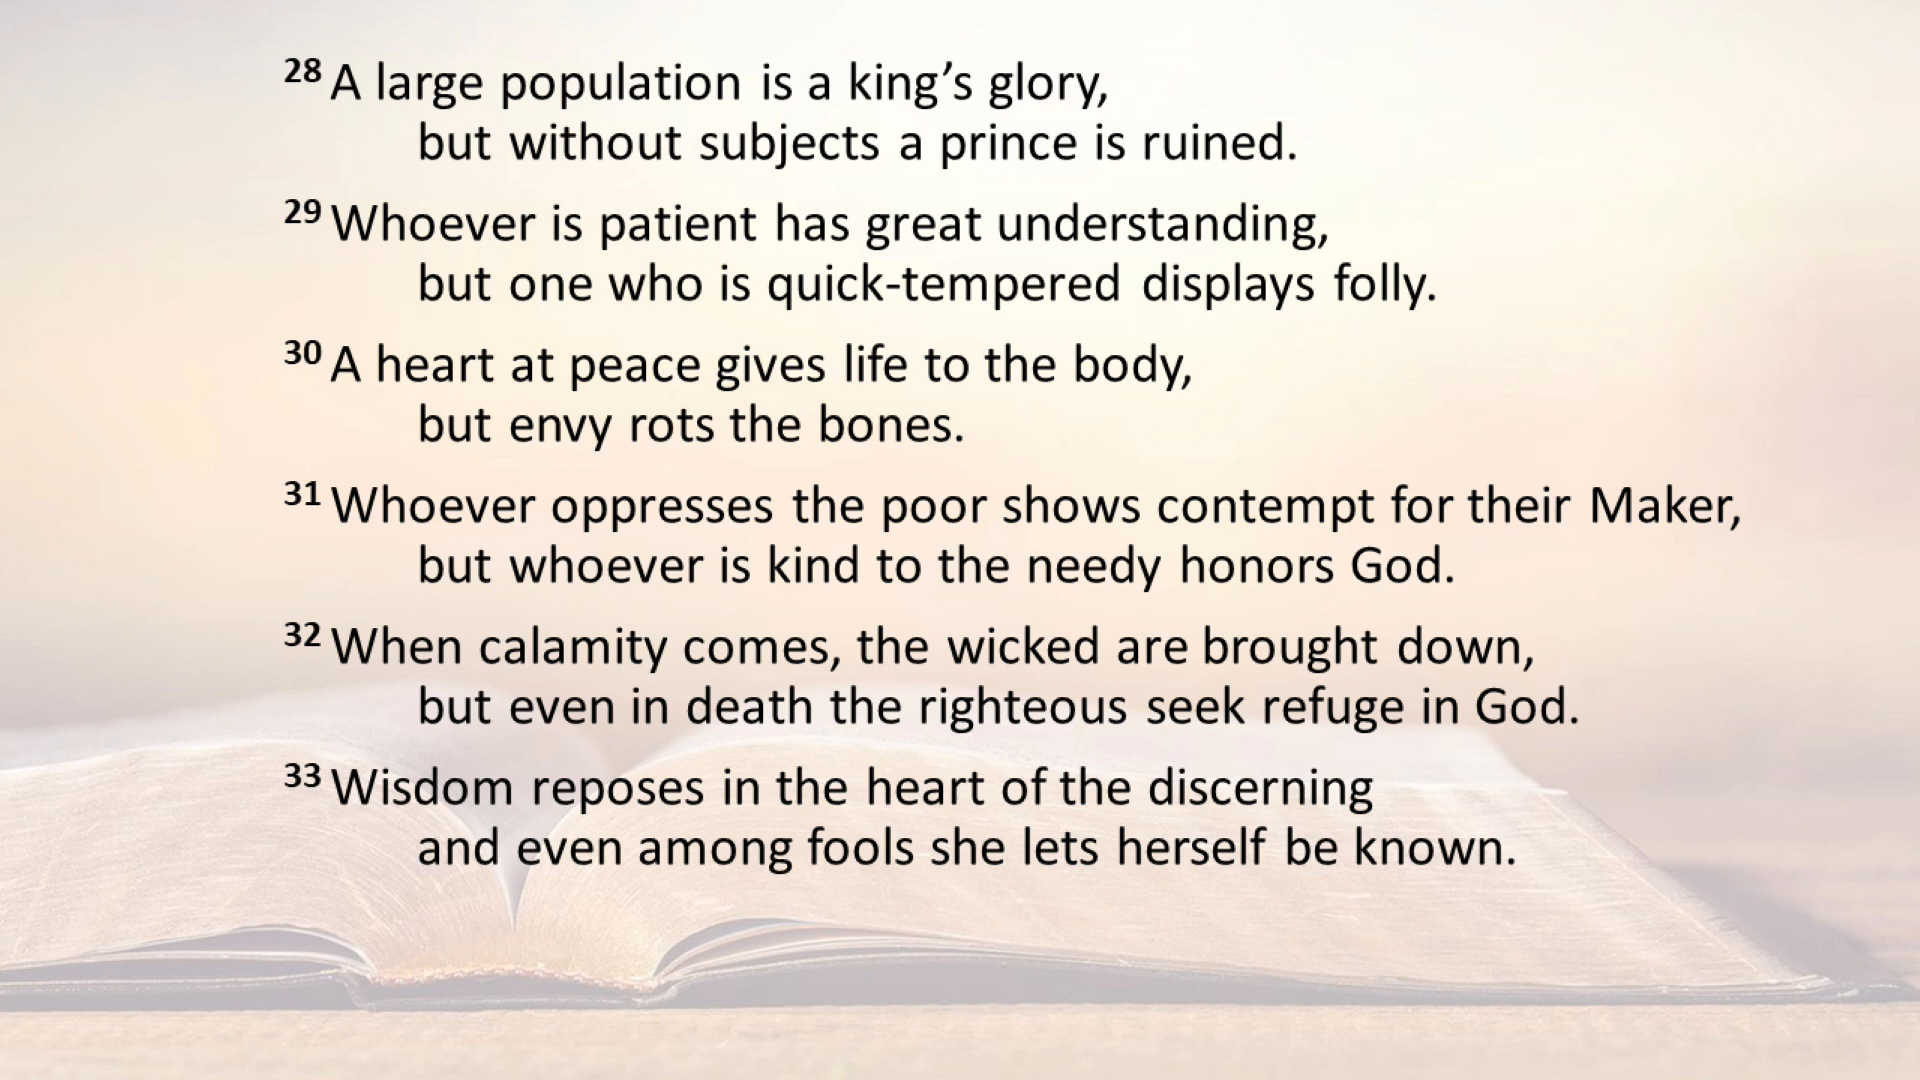 28 A large population is a king’s glory,
but without subjects a prince is ruined.
29 Whoever is patient has great understanding,
but one who is quick-tempered displays folly.
30 A heart at peace gives life to the body,
but envy rots the bones.
31 Whoever oppresses the poor shows contempt for their Maker,
but whoever is kind to the needy honors God.
32 When calamity comes, the wicked are brought down,
but even in death the righteous seek refuge in God.
33 Wisdom reposes in the heart of the discerning
and even among fools she lets herself be known.